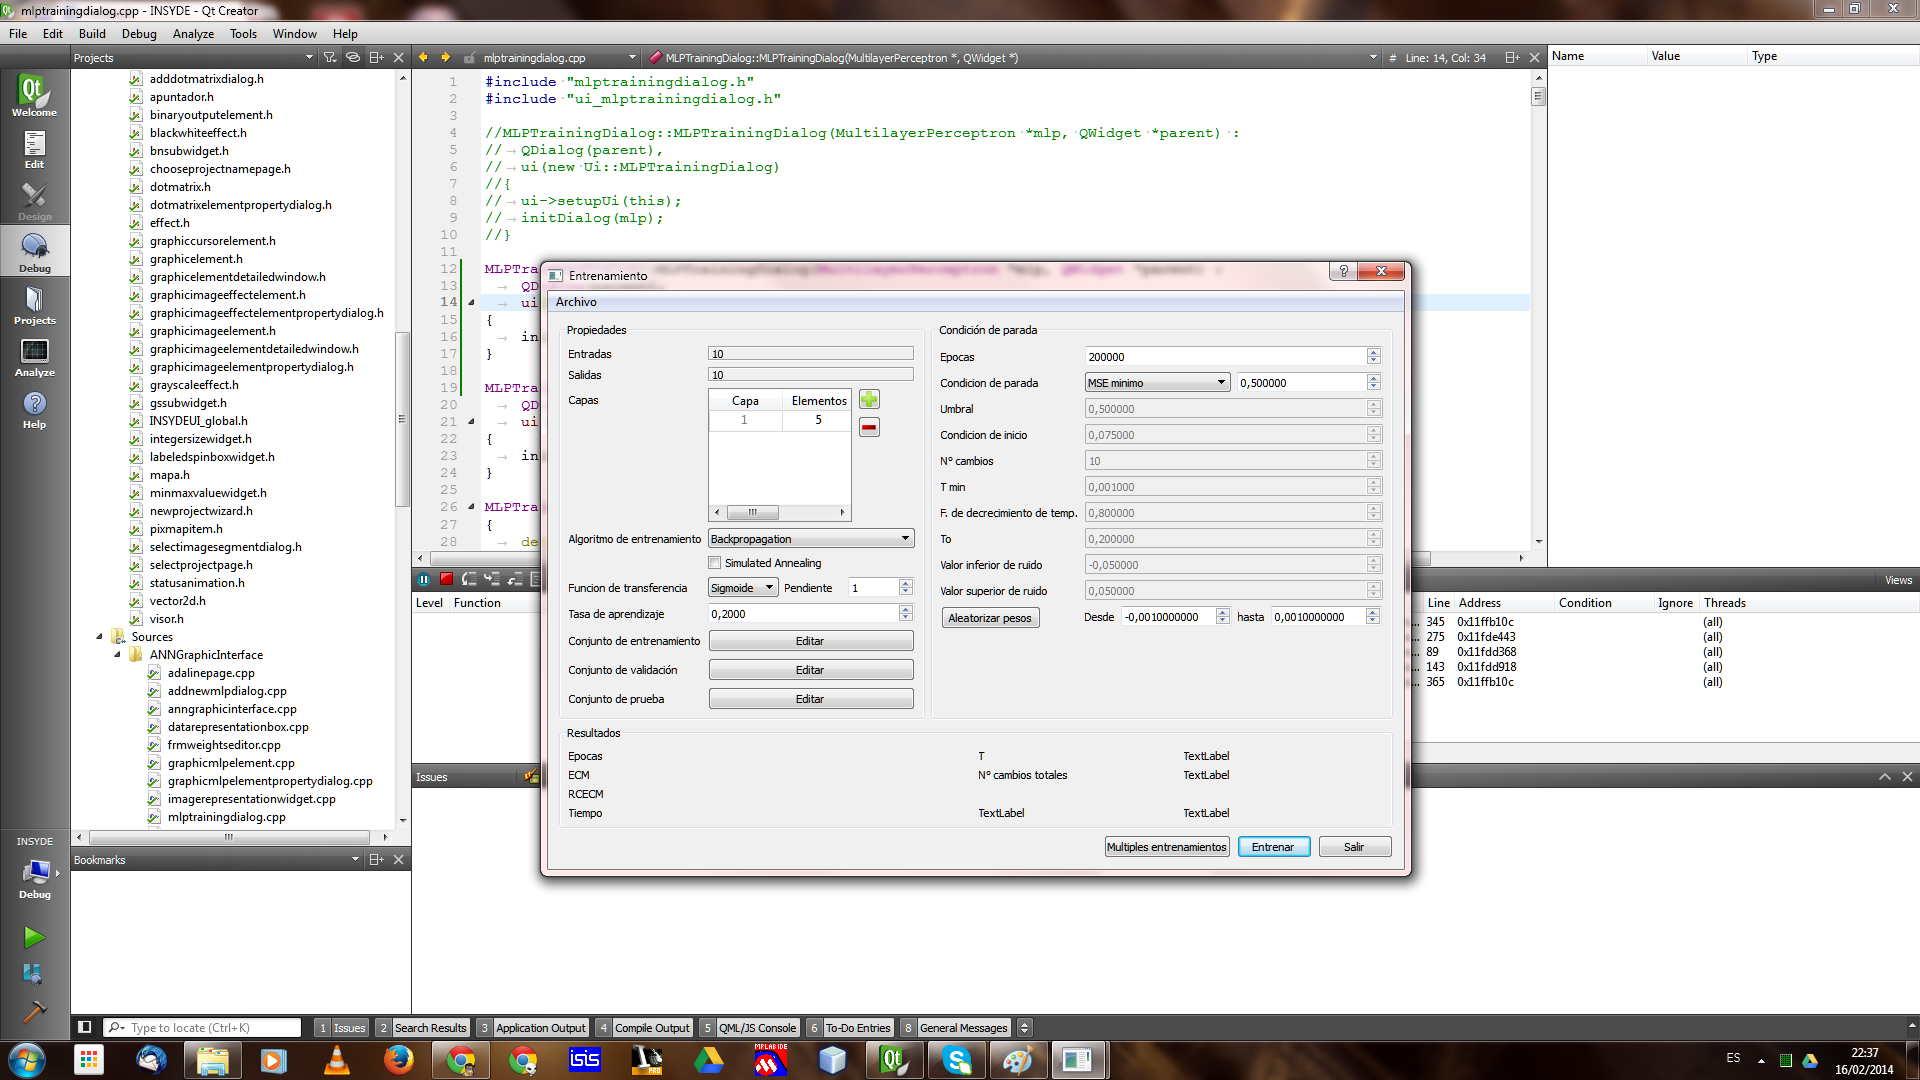 mlptrainingdialog.cpp - INSYDE - Qt Creator
File Edit Build Debug Analyze Tools Window Help
Projects
mlptrainingdialog.cpp
MLPTrainingDialog::MLPTrainingDialog(MultilayerPerceptron *, QWidget *)
# Line: 14, Col: 34
Name Value Type
Welcome
Edit
Design
Debug
Projects
Analyze
Help
INSYDE
Debug
adddotmatrixdialog.h
apuntador.h
binaryoutputelement.h
blackwhiteeffect.h
bnsubwidget.h
chooseprojectnamepage.h
dotmatrix.h
dotmatrixelementpropertydialog.h
effect.h
graphiccursorelement.h
graphicelement.h
graphicelementdetailedwindow.h
graphicimageeffectelement.h
graphicimageeffectelementpropertydialog.h
graphicimageelement.h
graphicimageelementdetailedwindow.h
graphicimageelementpropertydialog.h
grayscaleeffect.h
gssubwidget.h
INSYDEUI_global.h
integersizewidget.h
labeledspinboxwidget.h
mapa.h
minmaxvaluewidget.h
newprojectwizard.h
pixmapitem.h
selectimagesegmentdialog.h
selectprojectpage.h
statusanimation.h
vector2d.h
visor.h
Sources
ANNGraphicInterface
adalinepage.cpp
addnewmlpdialog.cpp
anngraphicinterface.cpp
datarepresentationbox.cpp
frmweightseditor.cpp
graphicmlpelement.cpp
graphicmlpelementpropertydialog.cpp
imagerepresentationwidget.cpp
mlptrainingdialog.cpp
Bookmarks
1 #include "mlptrainingdialog.h"
2 #include "ui_mlptrainingdialog.h"
3
4 //MLPTrainingDialog::MLPTrainingDialog(MultilayerPerceptron *mlp, QWidget *parent) :
5 // QDialog(parent),
6 // ui(new Ui::MLPTrainingDialog)
7 //{
8 // ui->setupUi(this);
9 // initDialog(mlp);
10 //}
11
12 MLPTra
13 QD
14 ui
15 {
16 in
17 }
18
19 MLPTra
20 QD
21 ui
22 {
23 in
24 }
25
26 MLPTra
27 {
28 de
Level Function
Issues
Views
Line Address Condition Ignore Threads
345 0x11ffb10c (all)
275 0x11fde443 (all)
89 0x11fdd368 (all)
143 0x11fdd918 (all)
365 0x11ffb10c (all)
Entrenamiento
Archivo
Propiedades
Entradas 10
Salidas 10
Capas
Capa Elementos
1 5
Algoritmo de entrenamiento Backpropagation
Simulated Annealing
Funcion de transferencia Sigmoide Pendiente 1
Tasa de aprendizaje 0,2000
Conjunto de entrenamiento Editar
Conjunto de validación Editar
Conjunto de prueba Editar
Condición de parada
Epocas 200000
Condicion de parada MSE minimo 0,500000
Umbral 0,500000
Condicion de inicio 0,075000
Nº cambios 10
T min 0,001000
F. de decrecimiento de temp. 0,800000
To 0,200000
Valor inferior de ruido -0,050000
Valor superior de ruido 0,050000
Aleatorizar pesos Desde -0,0010000000 hasta 0,0010000000
Resultados
Epocas T TextLabel
ECM Nº cambios totales TextLabel
RCECM
Tiempo TextLabel TextLabel
Multiples entrenamientos Entrenar Salir
Type to locate (Ctrl+K)
1 Issues 2 Search Results 3 Application Output 4 Compile Output 5 QML/JS Console 6 To-Do Entries 8 General Messages
isis
PRO
MPLAB IDE
Qt
ES
22:37
16/02/2014